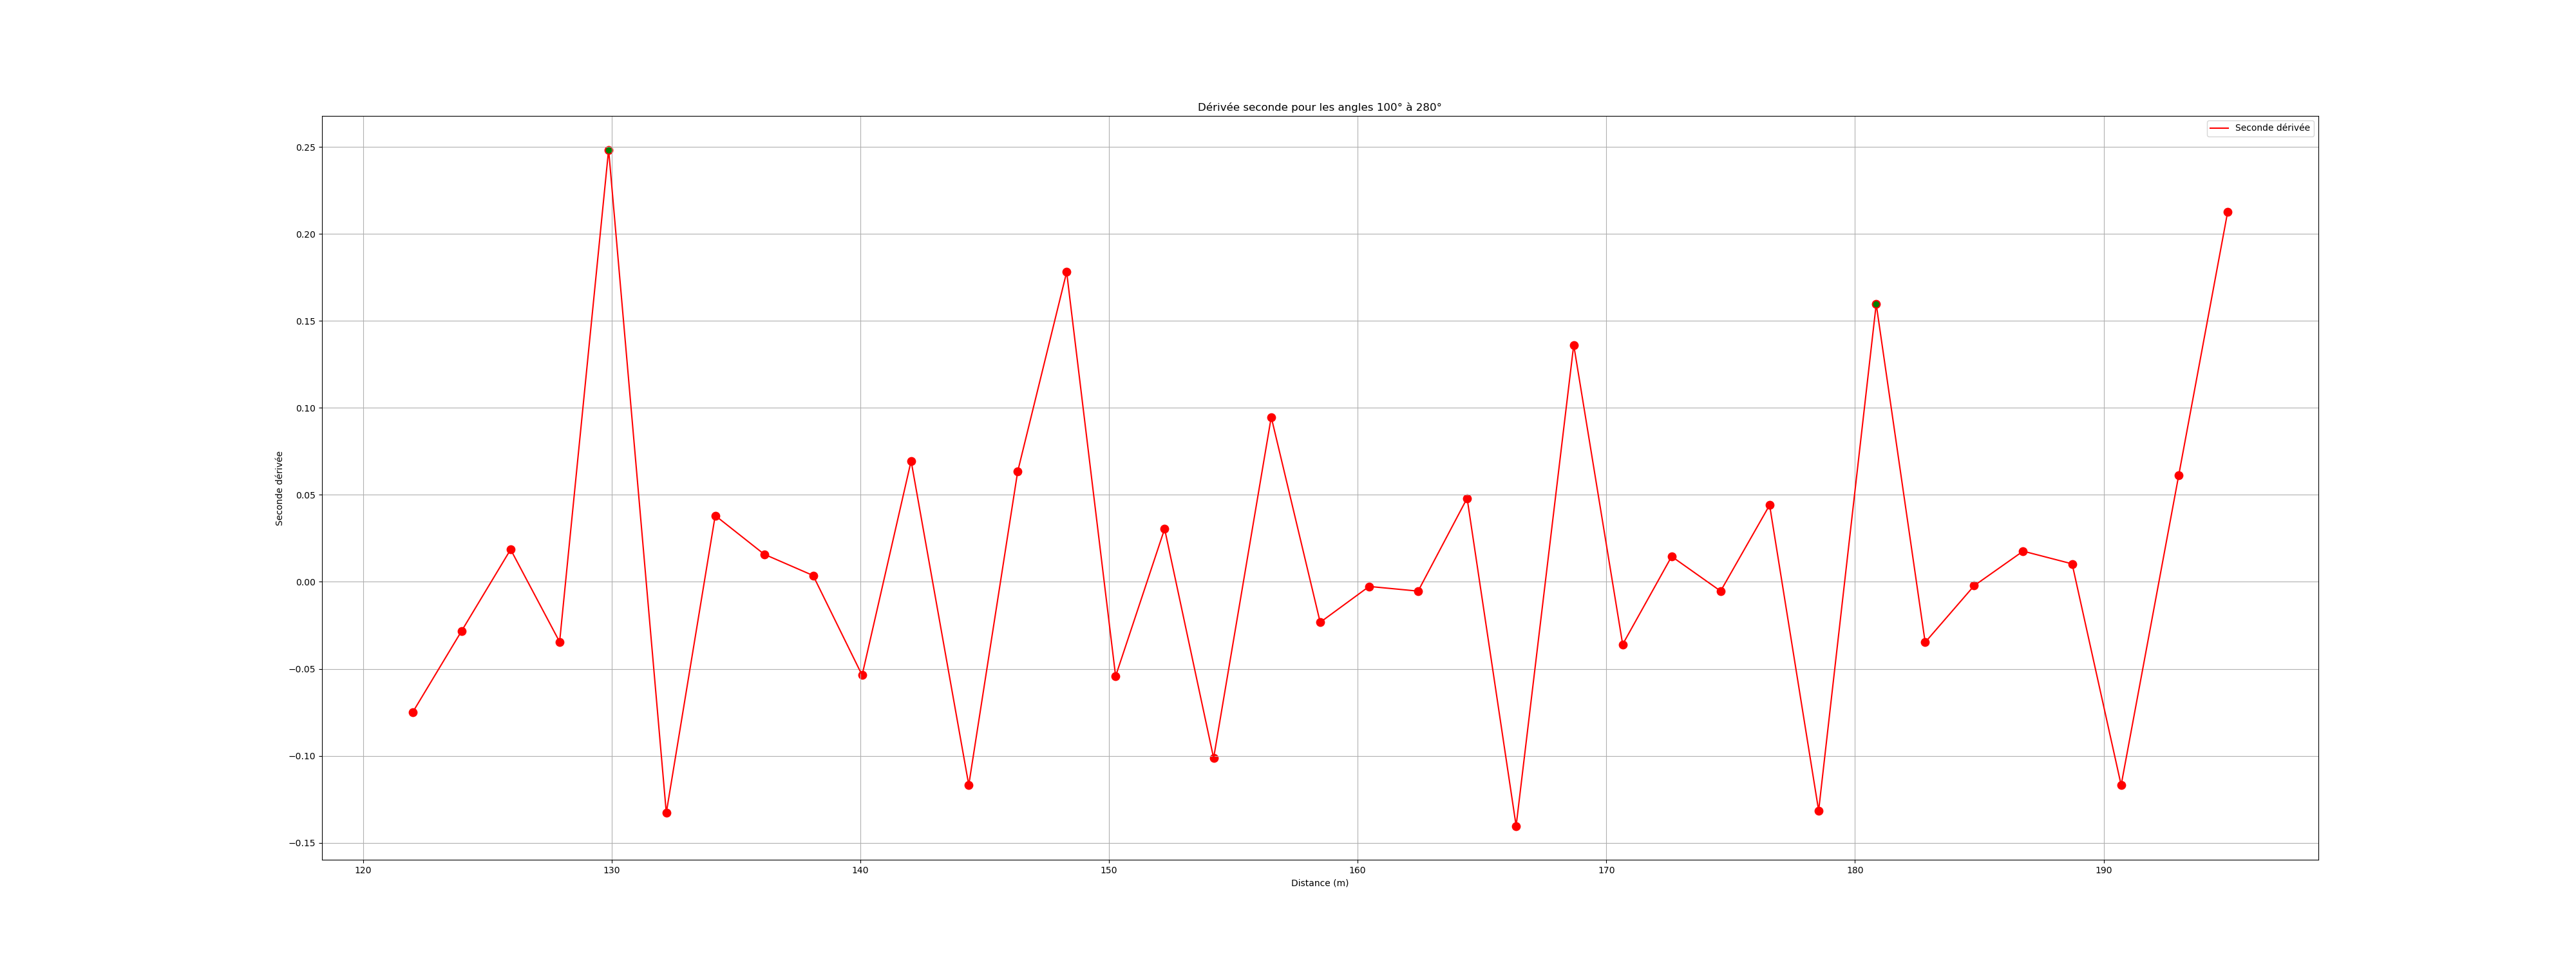 Dérivée seconde pour les angles 100° à 280°
Seconde dérivée
0.25
0.20
0.15
0.10
0.05
0.00
−0.05
−0.10
−0.15
Seconde dérivée
120 130 140 150 160 170 180 190
Distance (m)